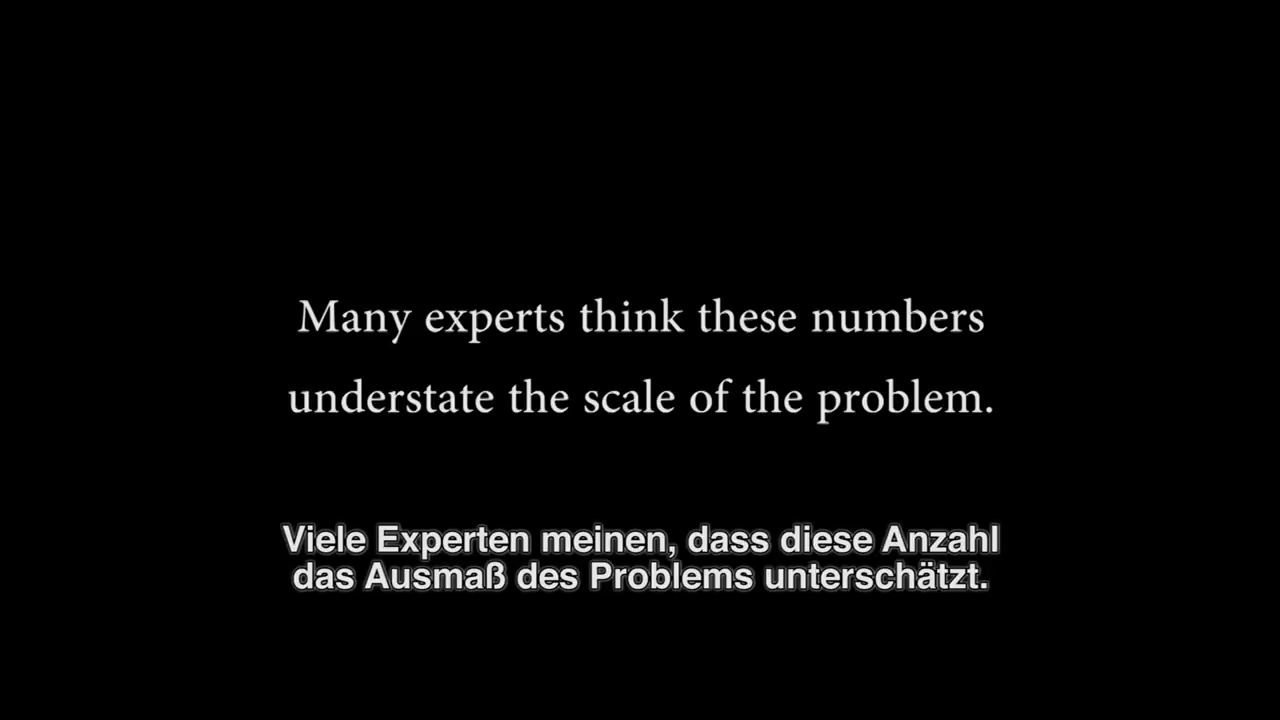 Many experts think these numbers
understate the scale of the problem.
Viele Experten meinen, dass diese Anzahl
das Ausmaß des Problems unterschätzt.